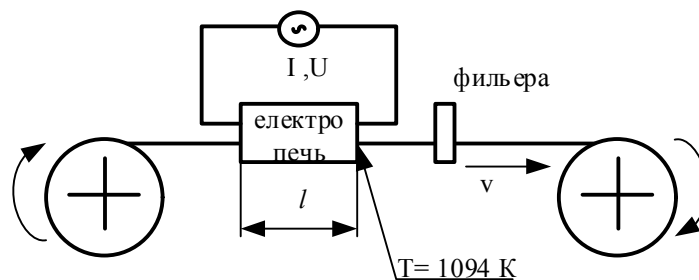 I ,U
фильера
електро
печь
v
l
T= 1094 К